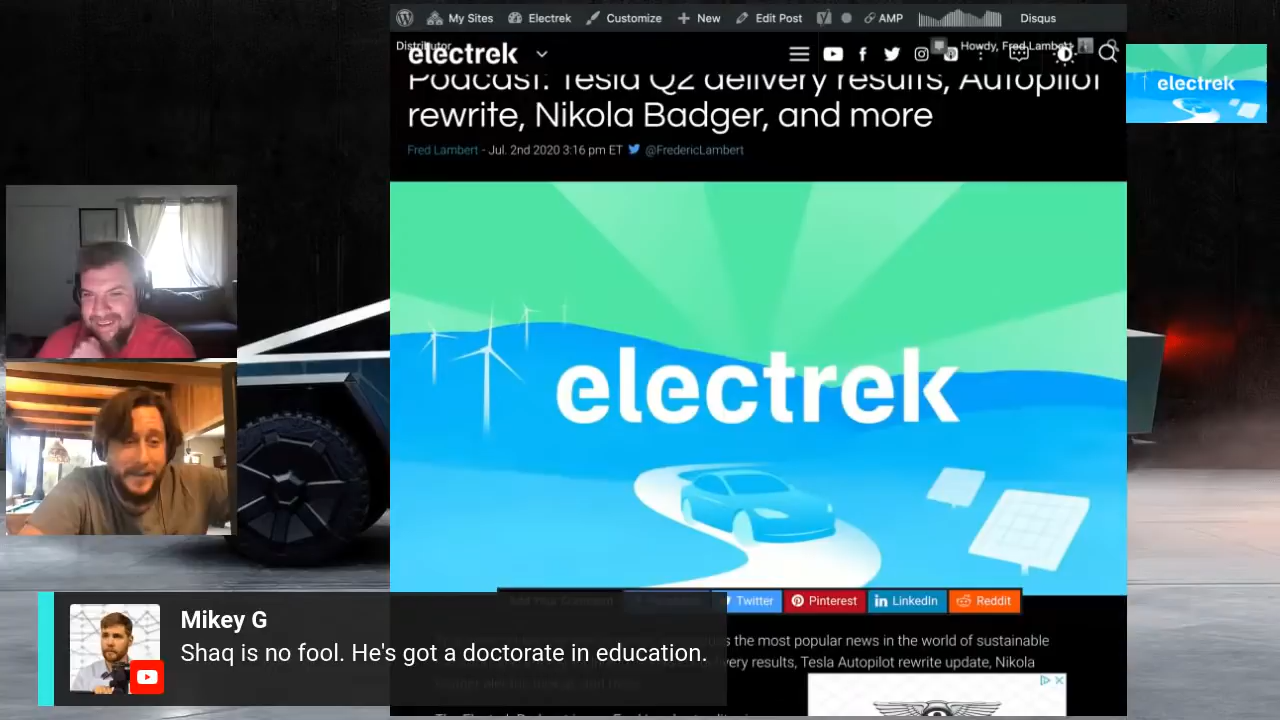 My Sites Electrek Customize New Edit Post AMP Disqus
Distributor
electrek Howdy, Fred Lambert
Podcast: Tesla Q2 delivery results, Autopilot
rewrite, Nikola Badger, and more
Fred Lambert - Jul. 2nd 2020 3:16 pm ET @FredericLambert
electrek
electrek
Twitter Pinterest LinkedIn Reddit
the most popular news in the world of sustainable
results, Tesla Autopilot rewrite update, Nikola
Mikey G
Shaq is no fool. He's got a doctorate in education.